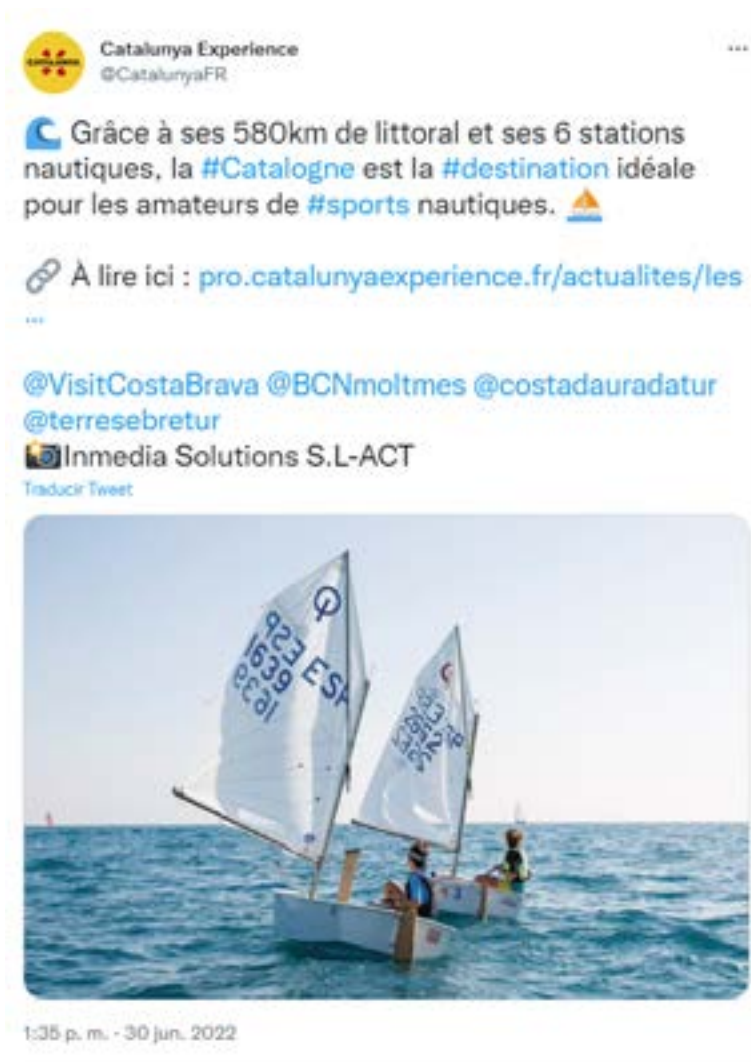 Catalunya Experience
@CatalunyaFR
Grâce à ses 580km de littoral et ses 6 stations
nautiques, la #Catalogne est la #destination idéale
pour les amateurs de #sports nautiques.
À lire ici : pro.catalunyaexperience.fr/actualites/les
...
@VisitCostaBrava @BCNmoltmes @costadauradatur
@terresebretur
Inmedia Solutions S.L-ACT
Traducir Tweet
ESP
1639
1:35 p. m. · 30 jun. 2022